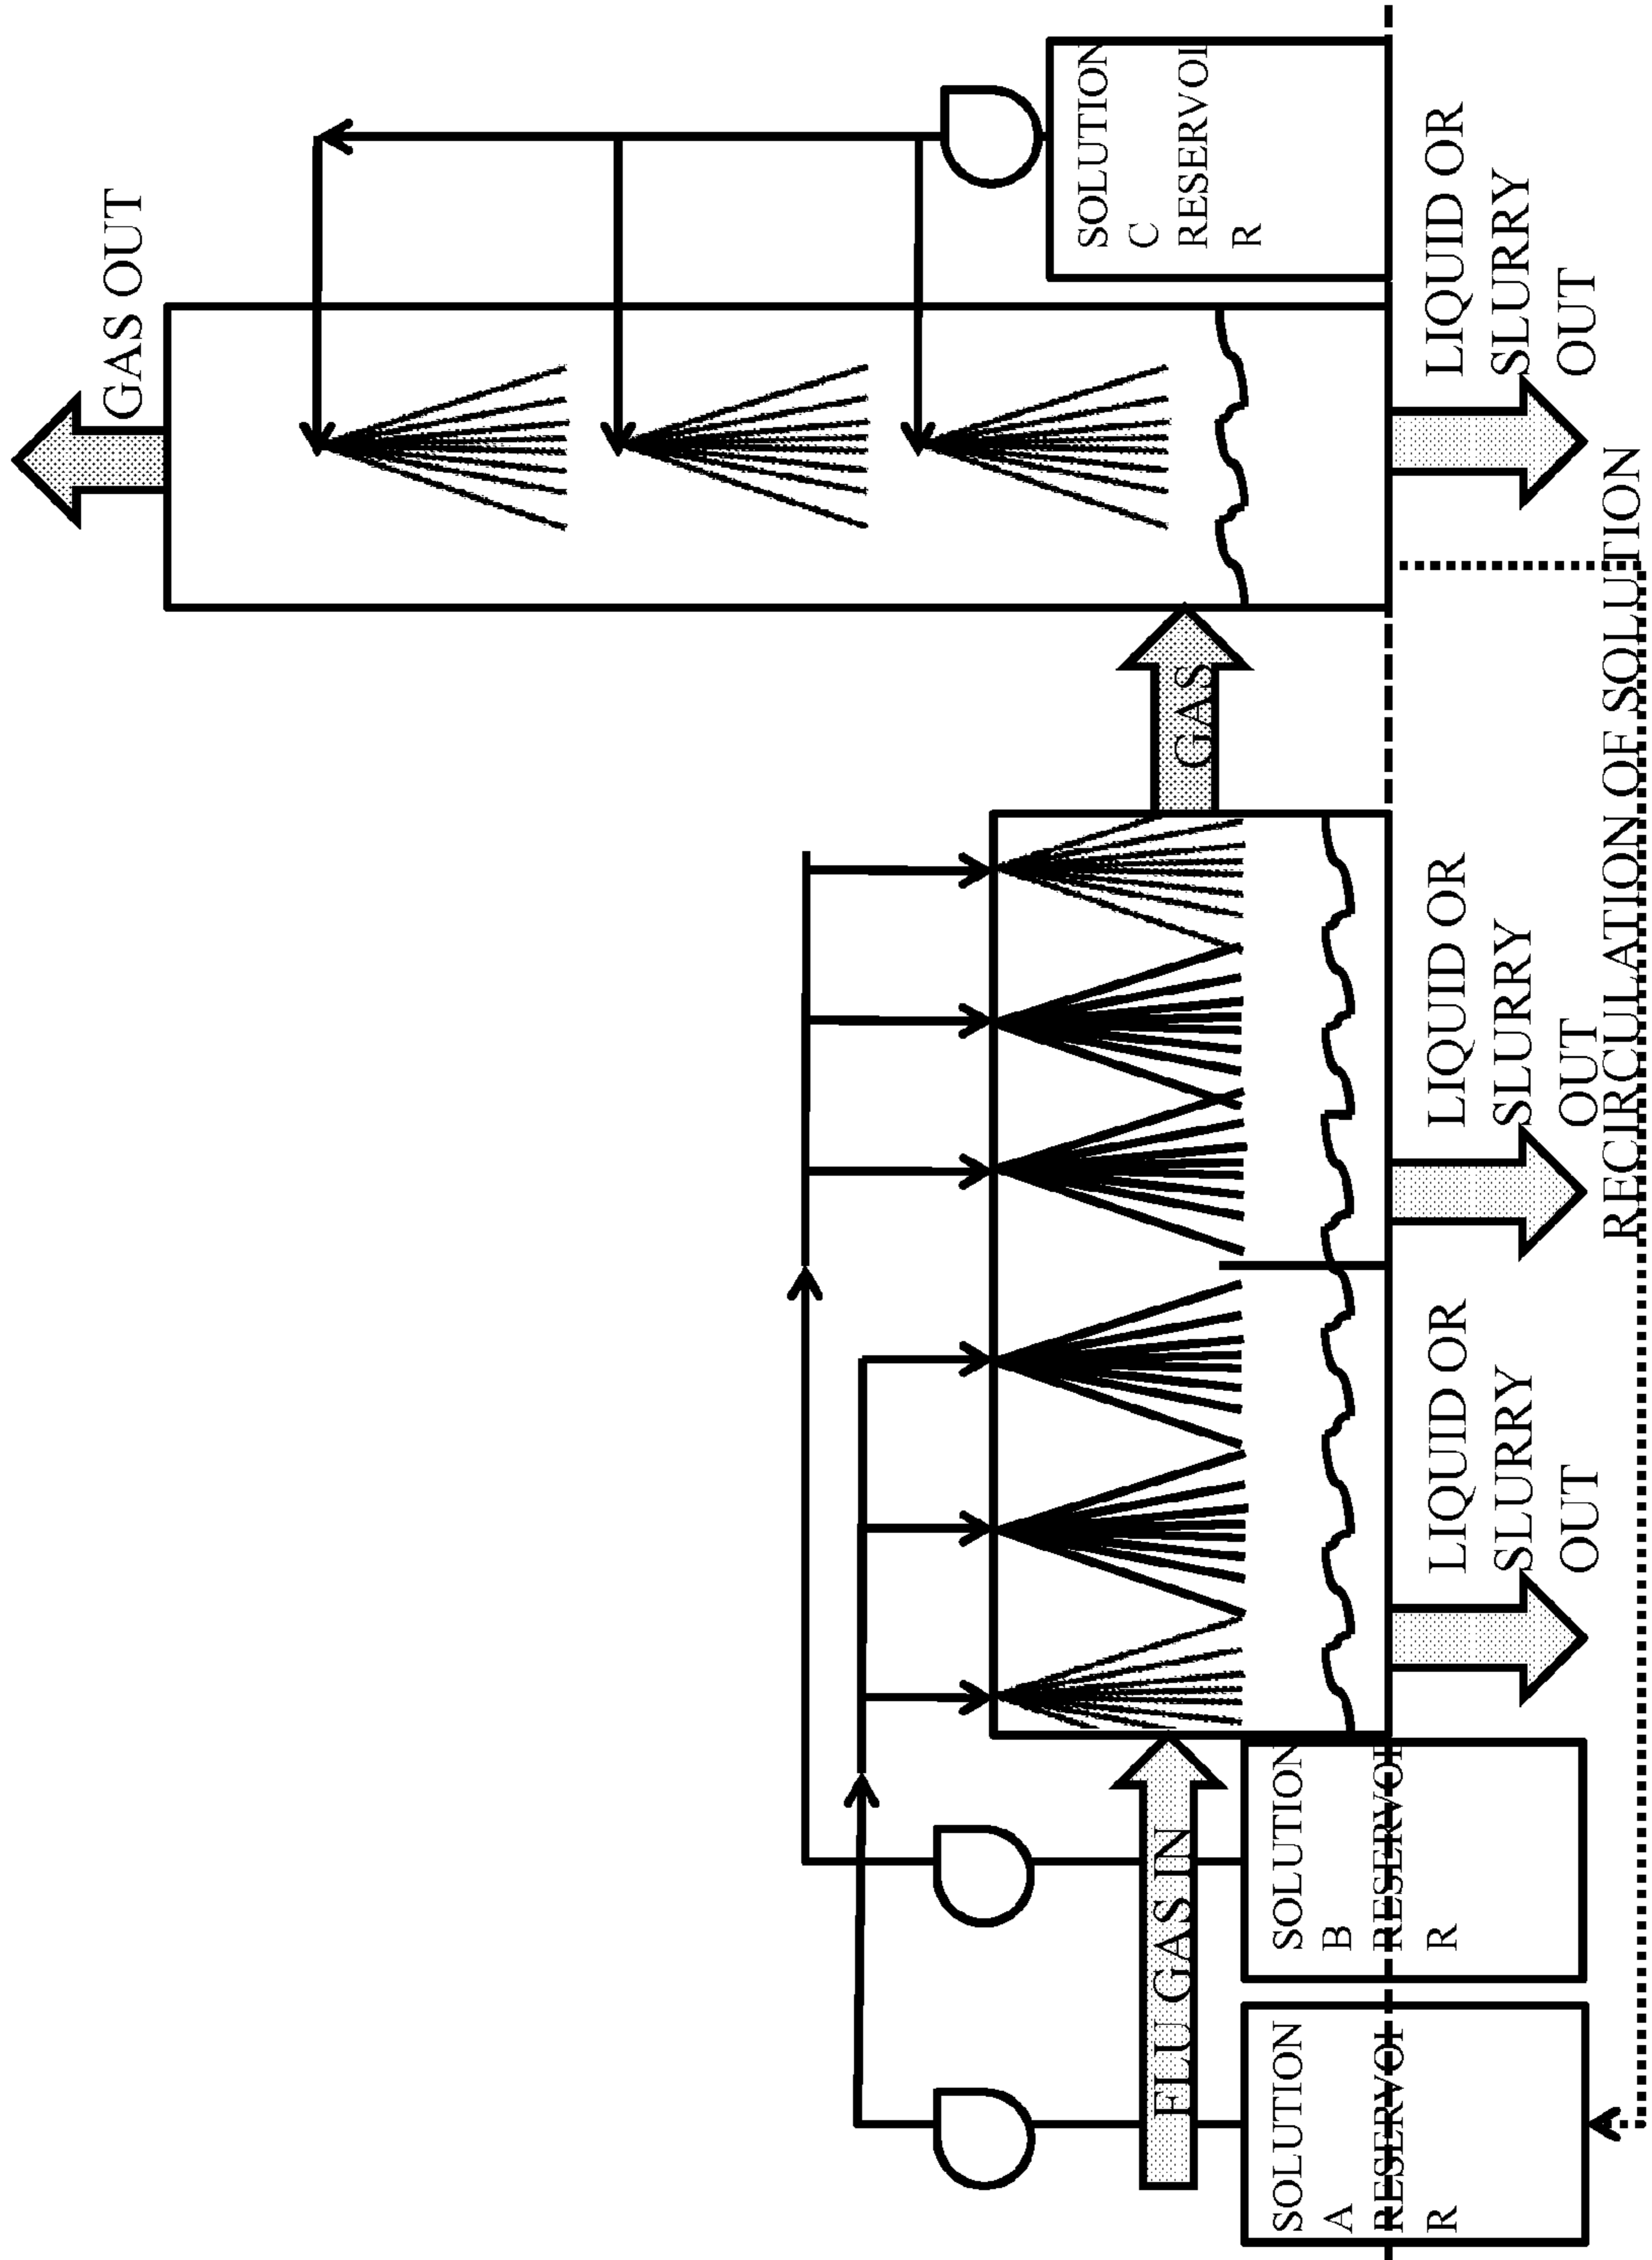 GAS OUT
SOLUTION
C
RESERVOI
R
LIQUID OR
SLURRY
OUT
GAS
FLU GAS IN
SOLUTION
A
RESERVOI
R
SOLUTION
B
RESERVOI
R
LIQUID OR
SLURRY
OUT
LIQUID OR
SLURRY
OUT
RECIRCULATION OF SOLUTION